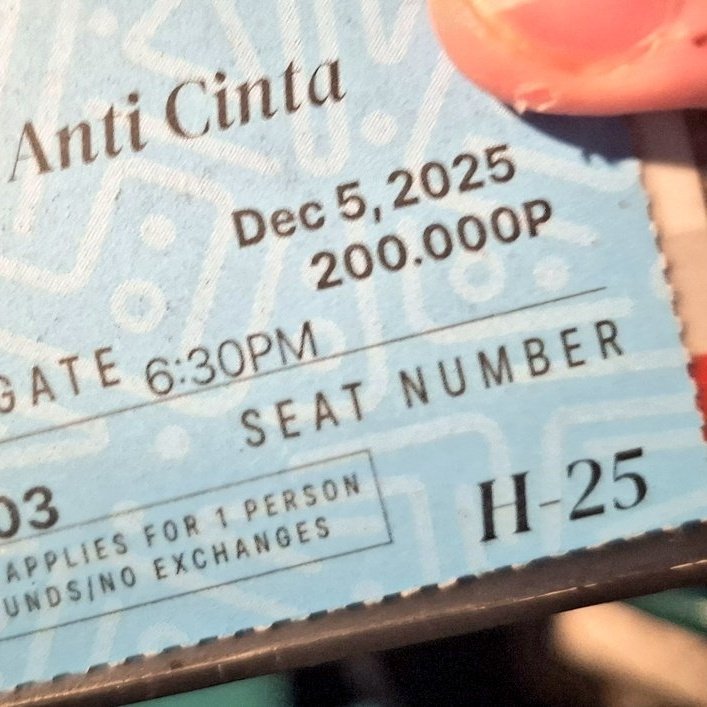 Anti Cinta
Dec 5, 2025
200.000P
GATE 6:30PM
SEAT NUMBER
03
H-25
APPLIES FOR 1 PERSON
UNDS/NO EXCHANGES